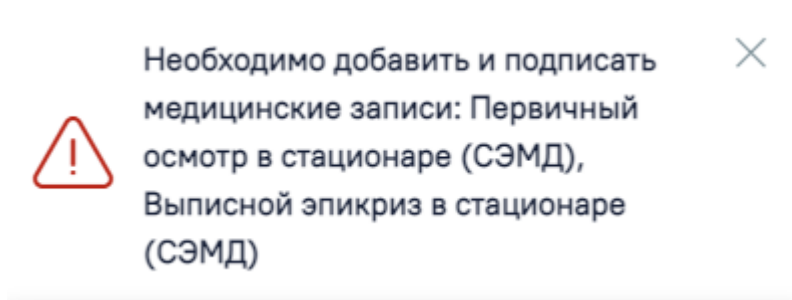 Необходимо добавить и подписать
медицинские записи: Первичный
осмотр в стационаре (СЭМД),
Выписной эпикриз в стационаре
(СЭМД)